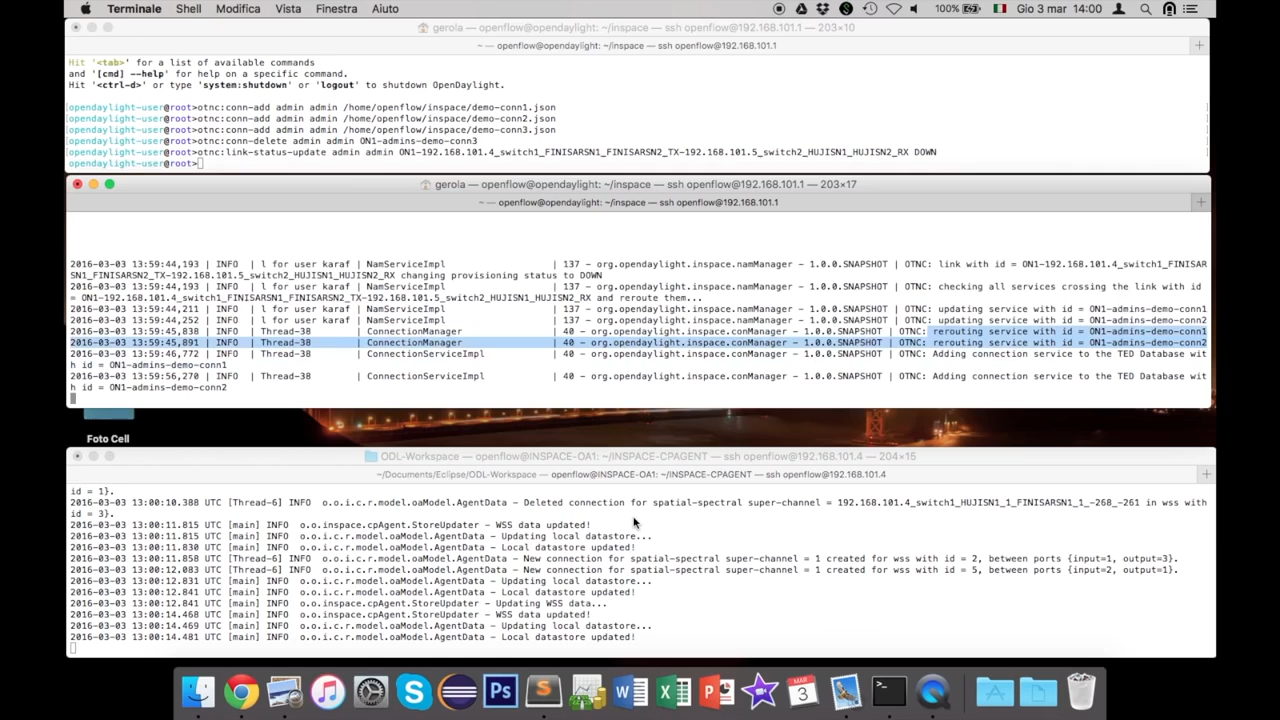 Terminale Shell Modifica Vista Finestra Aiuto 100% Gio 3 mar 14:00
gerola — openflow@opendaylight: ~/inspace — ssh openflow@192.168.101.1 — 203×10
~ — openflow@opendaylight: ~/inspace — ssh openflow@192.168.101.1
Hit '<tab>' for a list of available commands
and '[cmd] --help' for help on a specific command.
Hit '<ctrl-d>' or type 'system:shutdown' or 'logout' to shutdown OpenDaylight.
opendaylight-user@root>otnc:conn-add admin admin /home/openflow/inspace/demo-conn1.json
opendaylight-user@root>otnc:conn-add admin admin /home/openflow/inspace/demo-conn2.json
opendaylight-user@root>otnc:conn-add admin admin /home/openflow/inspace/demo-conn3.json
opendaylight-user@root>otnc:conn-delete admin admin ON1-admins-demo-conn3
opendaylight-user@root>otnc:link-status-update admin admin ON1-192.168.101.4_switch1_FINISARSN1_FINISARSN2_TX-192.168.101.5_switch2_HUJISN1_HUJISN2_RX DOWN
opendaylight-user@root>
gerola — openflow@opendaylight: ~/inspace — ssh openflow@192.168.101.1 — 203×17
~ — openflow@opendaylight: ~/inspace — ssh openflow@192.168.101.1
2016-03-03 13:59:44,193 | INFO | l for user karaf | NamServiceImpl | 137 - org.opendaylight.inspace.namManager - 1.0.0.SNAPSHOT | OTNC: link with id = ON1-192.168.101.4_switch1_FINISAR
SN1_FINISARSN2_TX-192.168.101.5_switch2_HUJISN1_HUJISN2_RX changing provisioning status to DOWN
2016-03-03 13:59:44,193 | INFO | l for user karaf | NamServiceImpl | 137 - org.opendaylight.inspace.namManager - 1.0.0.SNAPSHOT | OTNC: checking all services crossing the link with id
= ON1-192.168.101.4_switch1_FINISARSN1_FINISARSN2_TX-192.168.101.5_switch2_HUJISN1_HUJISN2_RX and reroute them...
2016-03-03 13:59:44,211 | INFO | l for user karaf | NamServiceImpl | 137 - org.opendaylight.inspace.namManager - 1.0.0.SNAPSHOT | OTNC: updating service with id = ON1-admins-demo-conn1
2016-03-03 13:59:44,252 | INFO | l for user karaf | NamServiceImpl | 137 - org.opendaylight.inspace.namManager - 1.0.0.SNAPSHOT | OTNC: updating service with id = ON1-admins-demo-conn2
2016-03-03 13:59:45,838 | INFO | Thread-38 | ConnectionManager | 40 - org.opendaylight.inspace.conManager - 1.0.0.SNAPSHOT | OTNC: rerouting service with id = ON1-admins-demo-conn1
2016-03-03 13:59:45,891 | INFO | Thread-38 | ConnectionManager | 40 - org.opendaylight.inspace.conManager - 1.0.0.SNAPSHOT | OTNC: rerouting service with id = ON1-admins-demo-conn2
2016-03-03 13:59:46,772 | INFO | Thread-38 | ConnectionServiceImpl | 40 - org.opendaylight.inspace.conManager - 1.0.0.SNAPSHOT | OTNC: Adding connection service to the TED Database wit
h id = ON1-admins-demo-conn1
2016-03-03 13:59:56,270 | INFO | Thread-38 | ConnectionServiceImpl | 40 - org.opendaylight.inspace.conManager - 1.0.0.SNAPSHOT | OTNC: Adding connection service to the TED Database wit
h id = ON1-admins-demo-conn2
Foto Cell
ODL-Workspace — openflow@INSPACE-OA1: ~/INSPACE-CPAGENT — ssh openflow@192.168.101.4 — 204×15
~/Documents/Eclipse/ODL-Workspace — openflow@INSPACE-OA1: ~/INSPACE-CPAGENT — ssh openflow@192.168.101.4
id = 1}.
2016-03-03 13:00:10.388 UTC [Thread-6] INFO o.o.i.c.r.model.oaModel.AgentData - Deleted connection for spatial-spectral super-channel = 192.168.101.4_switch1_HUJISN1_1_FINISARSN1_1_-268_-261 in wss with
id = 3}.
2016-03-03 13:00:11.815 UTC [main] INFO o.o.inspace.cpAgent.StoreUpdater - WSS data updated!
2016-03-03 13:00:11.815 UTC [main] INFO o.o.i.c.r.model.oaModel.AgentData - Updating local datastore...
2016-03-03 13:00:11.830 UTC [main] INFO o.o.i.c.r.model.oaModel.AgentData - Local datastore updated!
2016-03-03 13:00:11.858 UTC [Thread-6] INFO o.o.i.c.r.model.oaModel.AgentData - New connection for spatial-spectral super-channel = 1 created for wss with id = 2, between ports {input=1, output=3}.
2016-03-03 13:00:12.083 UTC [Thread-6] INFO o.o.i.c.r.model.oaModel.AgentData - New connection for spatial-spectral super-channel = 1 created for wss with id = 5, between ports {input=2, output=1}.
2016-03-03 13:00:12.831 UTC [main] INFO o.o.i.c.r.model.oaModel.AgentData - Updating local datastore...
2016-03-03 13:00:12.841 UTC [main] INFO o.o.i.c.r.model.oaModel.AgentData - Local datastore updated!
2016-03-03 13:00:12.841 UTC [main] INFO o.o.inspace.cpAgent.StoreUpdater - Updating WSS data...
2016-03-03 13:00:14.468 UTC [main] INFO o.o.inspace.cpAgent.StoreUpdater - WSS data updated!
2016-03-03 13:00:14.469 UTC [main] INFO o.o.i.c.r.model.oaModel.AgentData - Updating local datastore...
2016-03-03 13:00:14.481 UTC [main] INFO o.o.i.c.r.model.oaModel.AgentData - Local datastore updated!
Ps
MAR
3